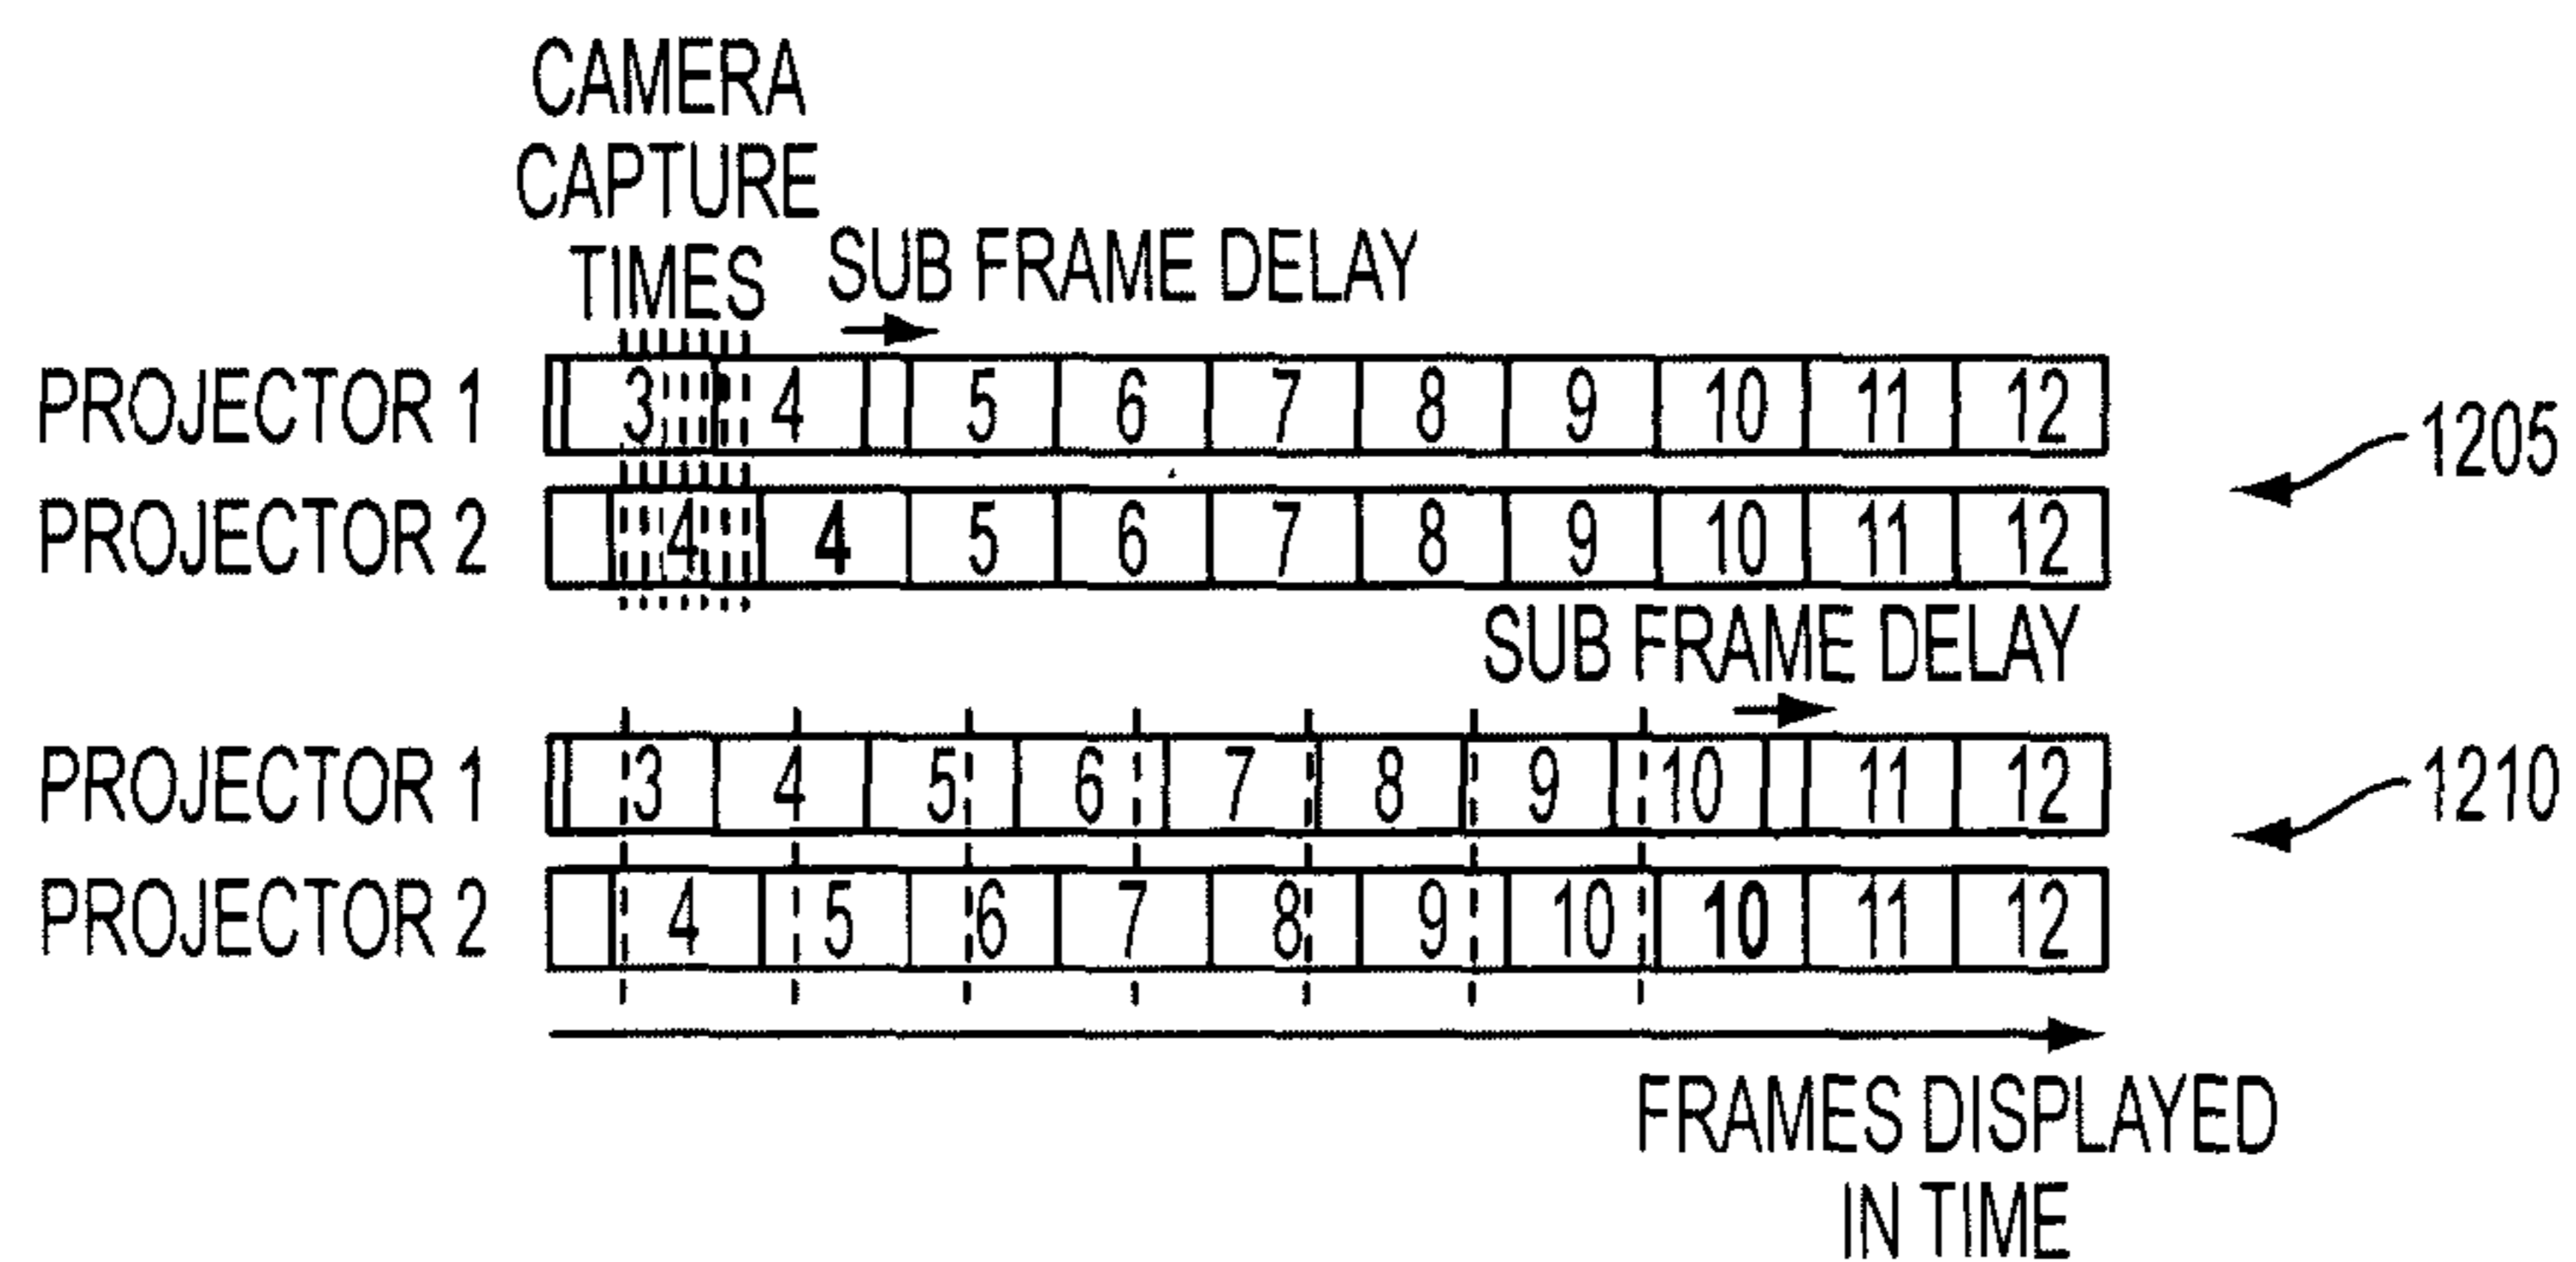 CAMERA
CAPTURE
TIMES
SUB FRAME DELAY
PROJECTOR 1 3 4 5 6 7 8 9 10 11 12
1205
PROJECTOR 2 4 4 5 6 7 8 9 10 11 12
SUB FRAME DELAY
PROJECTOR 1 3 4 5 6 7 8 9 10 11 12
1210
PROJECTOR 2 4 5 6 7 8 9 10 10 11 12
FRAMES DISPLAYED
IN TIME